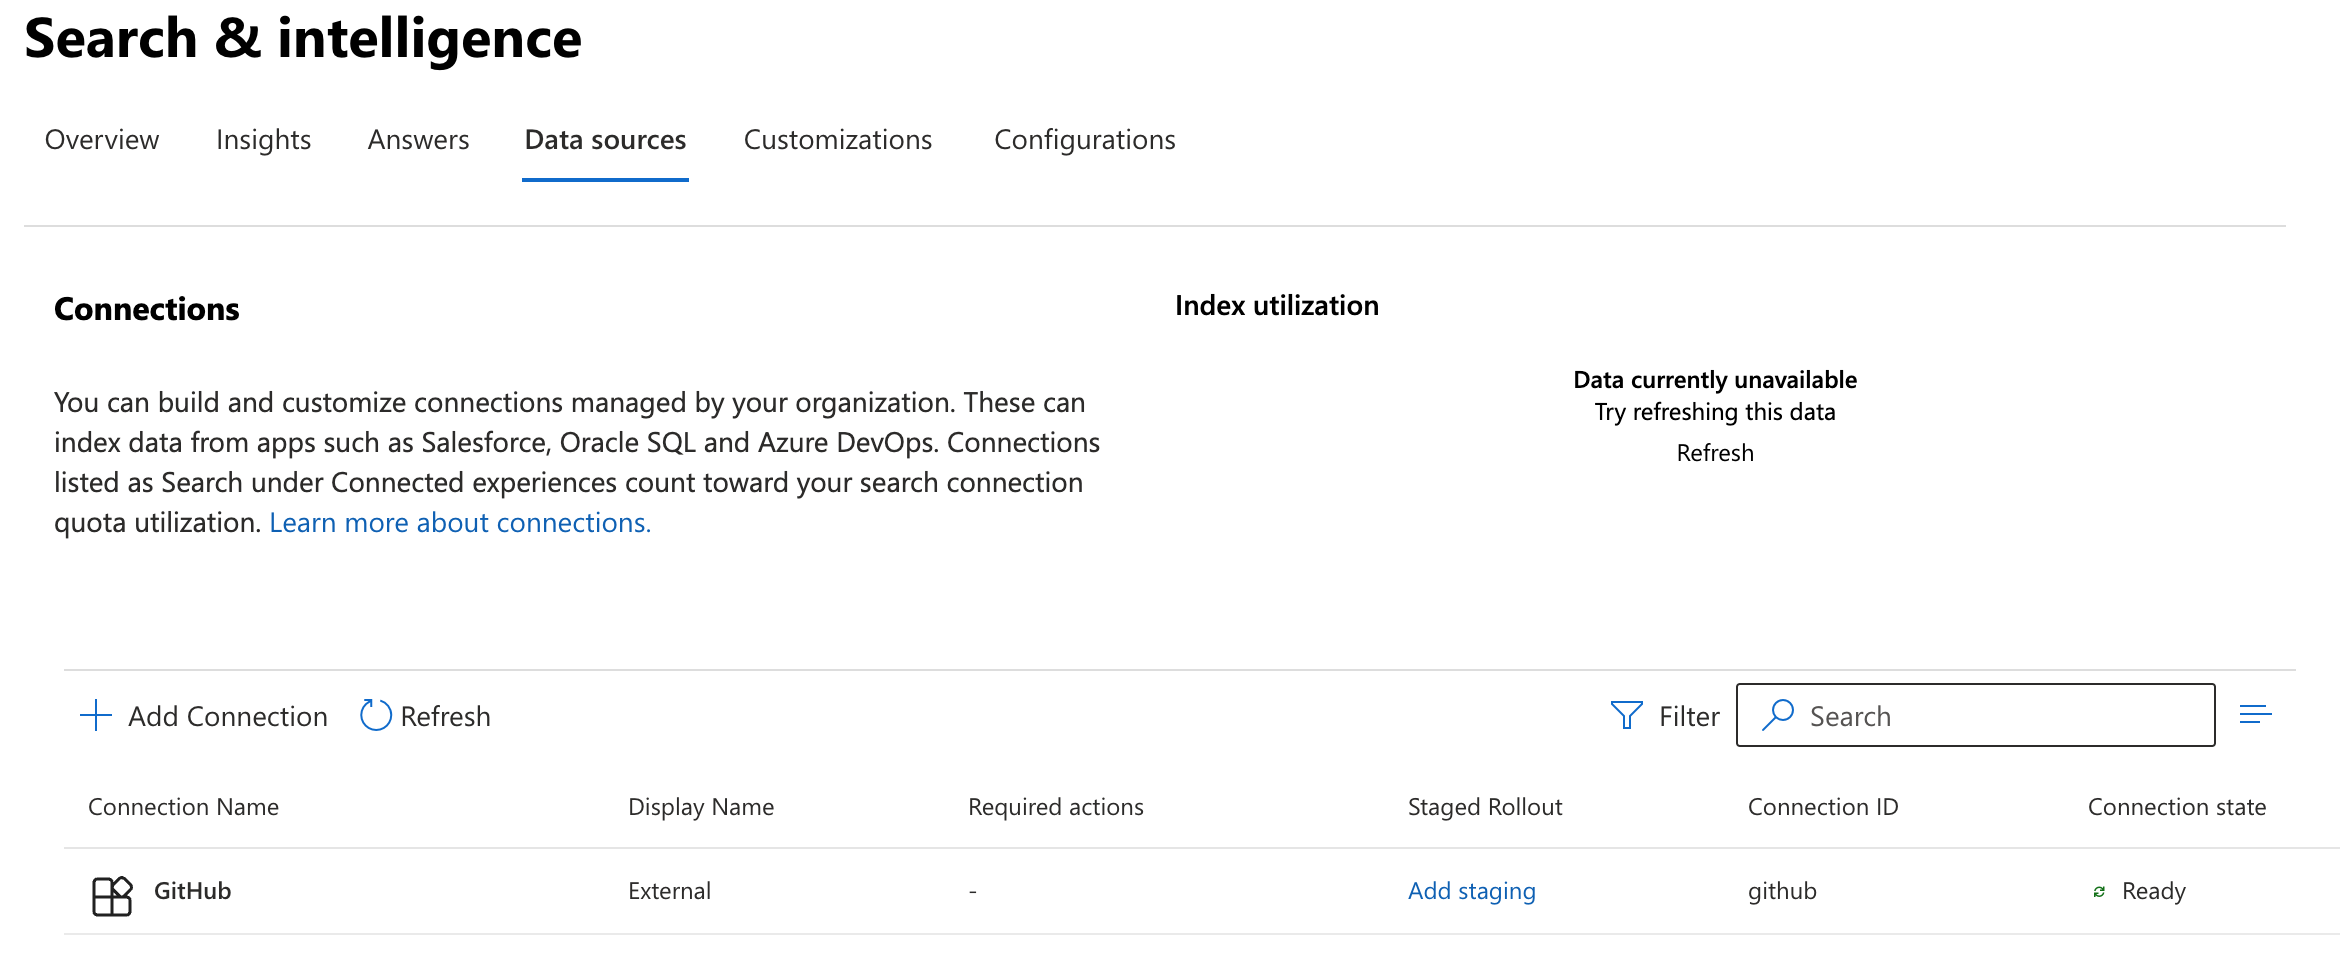 Search & intelligence
Overview Insights Answers Data sources Customizations Configurations
Connections
You can build and customize connections managed by your organization. These can
index data from apps such as Salesforce, Oracle SQL and Azure DevOps. Connections
listed as Search under Connected experiences count toward your search connection
quota utilization. Learn more about connections.
Index utilization
Data currently unavailable
Try refreshing this data
Refresh
Add Connection Refresh Filter Search
Connection Name Display Name Required actions Staged Rollout Connection ID Connection state
GitHub External - Add staging github Ready